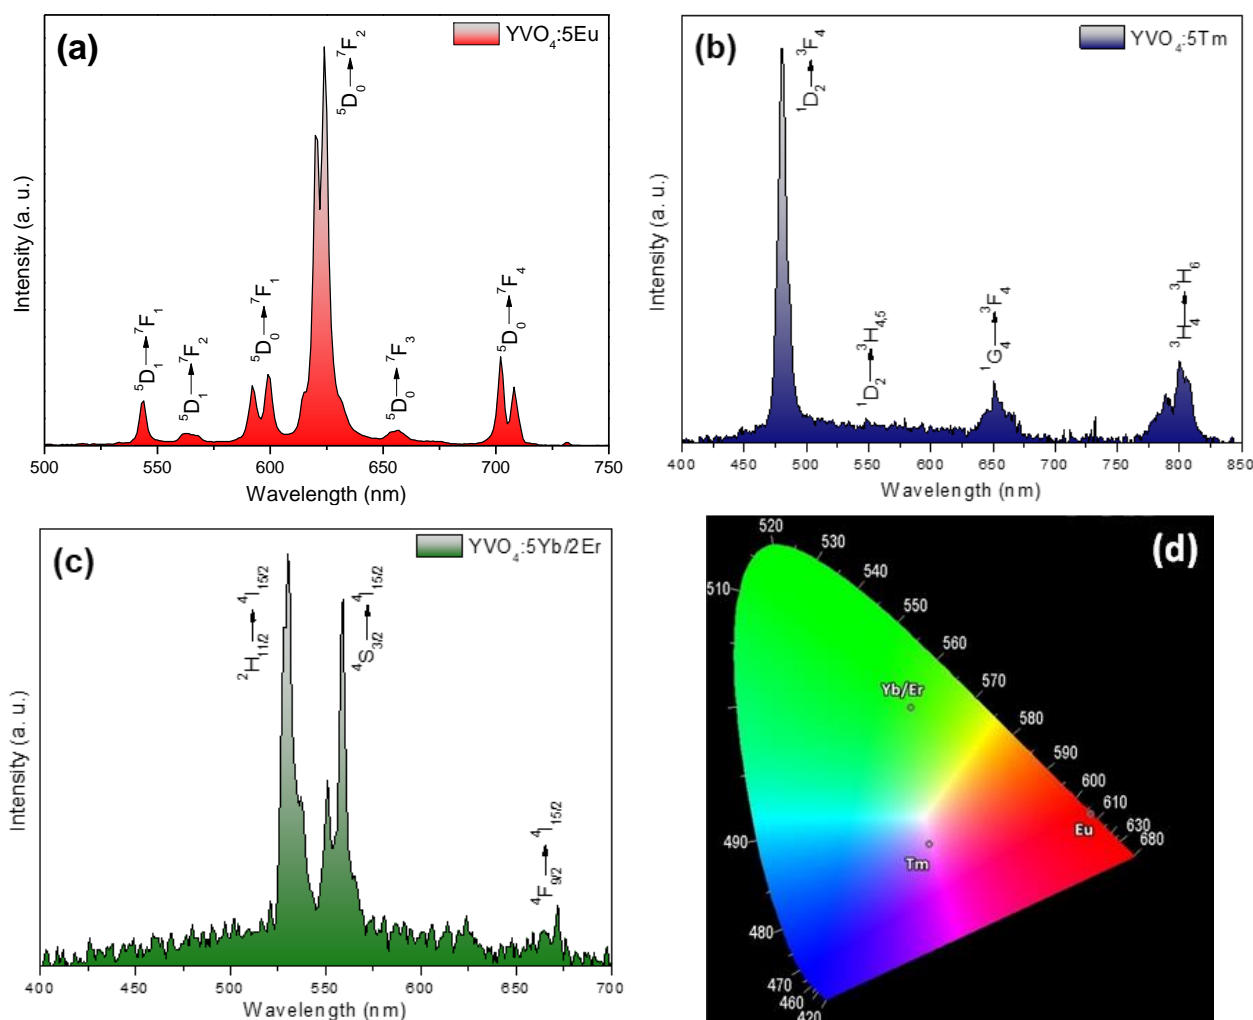 (a)
YVO₄:5Eu
⁵D₀→⁷F₂
⁵D₁→⁷F₁
⁵D₁→⁷F₂
⁵D₀→⁷F₁
⁵D₀→⁷F₃
⁵D₀→⁷F₄
Intensity (a. u.)
500 550 600 650 700 750
Wavelength (nm)
(b)
YVO₄:5Tm
¹D₂→³F₄
¹D₂→³H₄,₅
¹G₄→³F₄
³H₄→³H₆
Intensity (a. u.)
400 450 500 550 600 650 700 750 800 850
Wavelength (nm)
(c)
YVO₄:5Yb/2Er
²H₁₁/₂→⁴I₁₅/₂
⁴S₃/₂→⁴I₁₅/₂
⁴F₉/₂→⁴I₁₅/₂
Intensity (a. u.)
400 450 500 550 600 650 700
Wavelength (nm)
(d)
520
530
540
510
550
560
Yb/Er
570
580
590
600
610
Eu
630
680
490
Tm
480
470
460
420